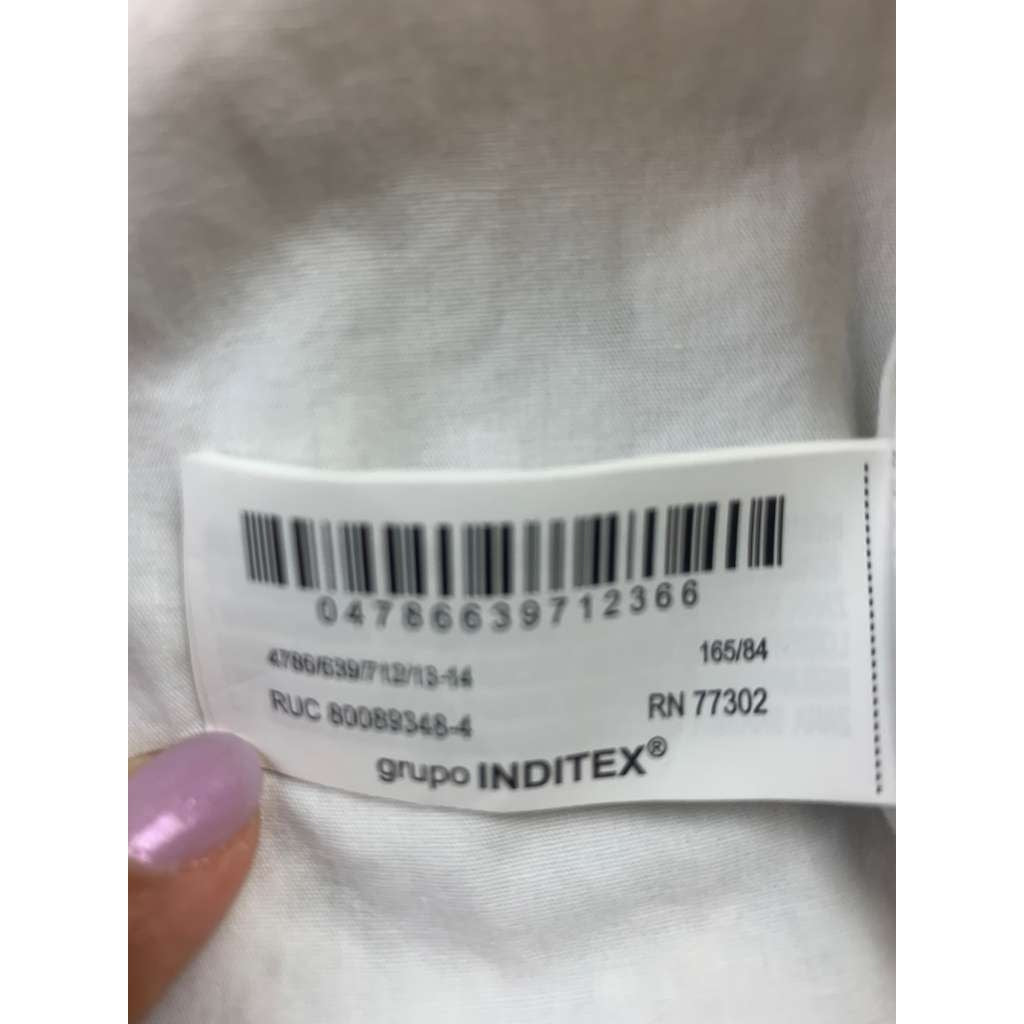 04786639712366
4786/639/712/13-14
165/84
RUC 80089348-4
RN 77302
grupo INDITEX®